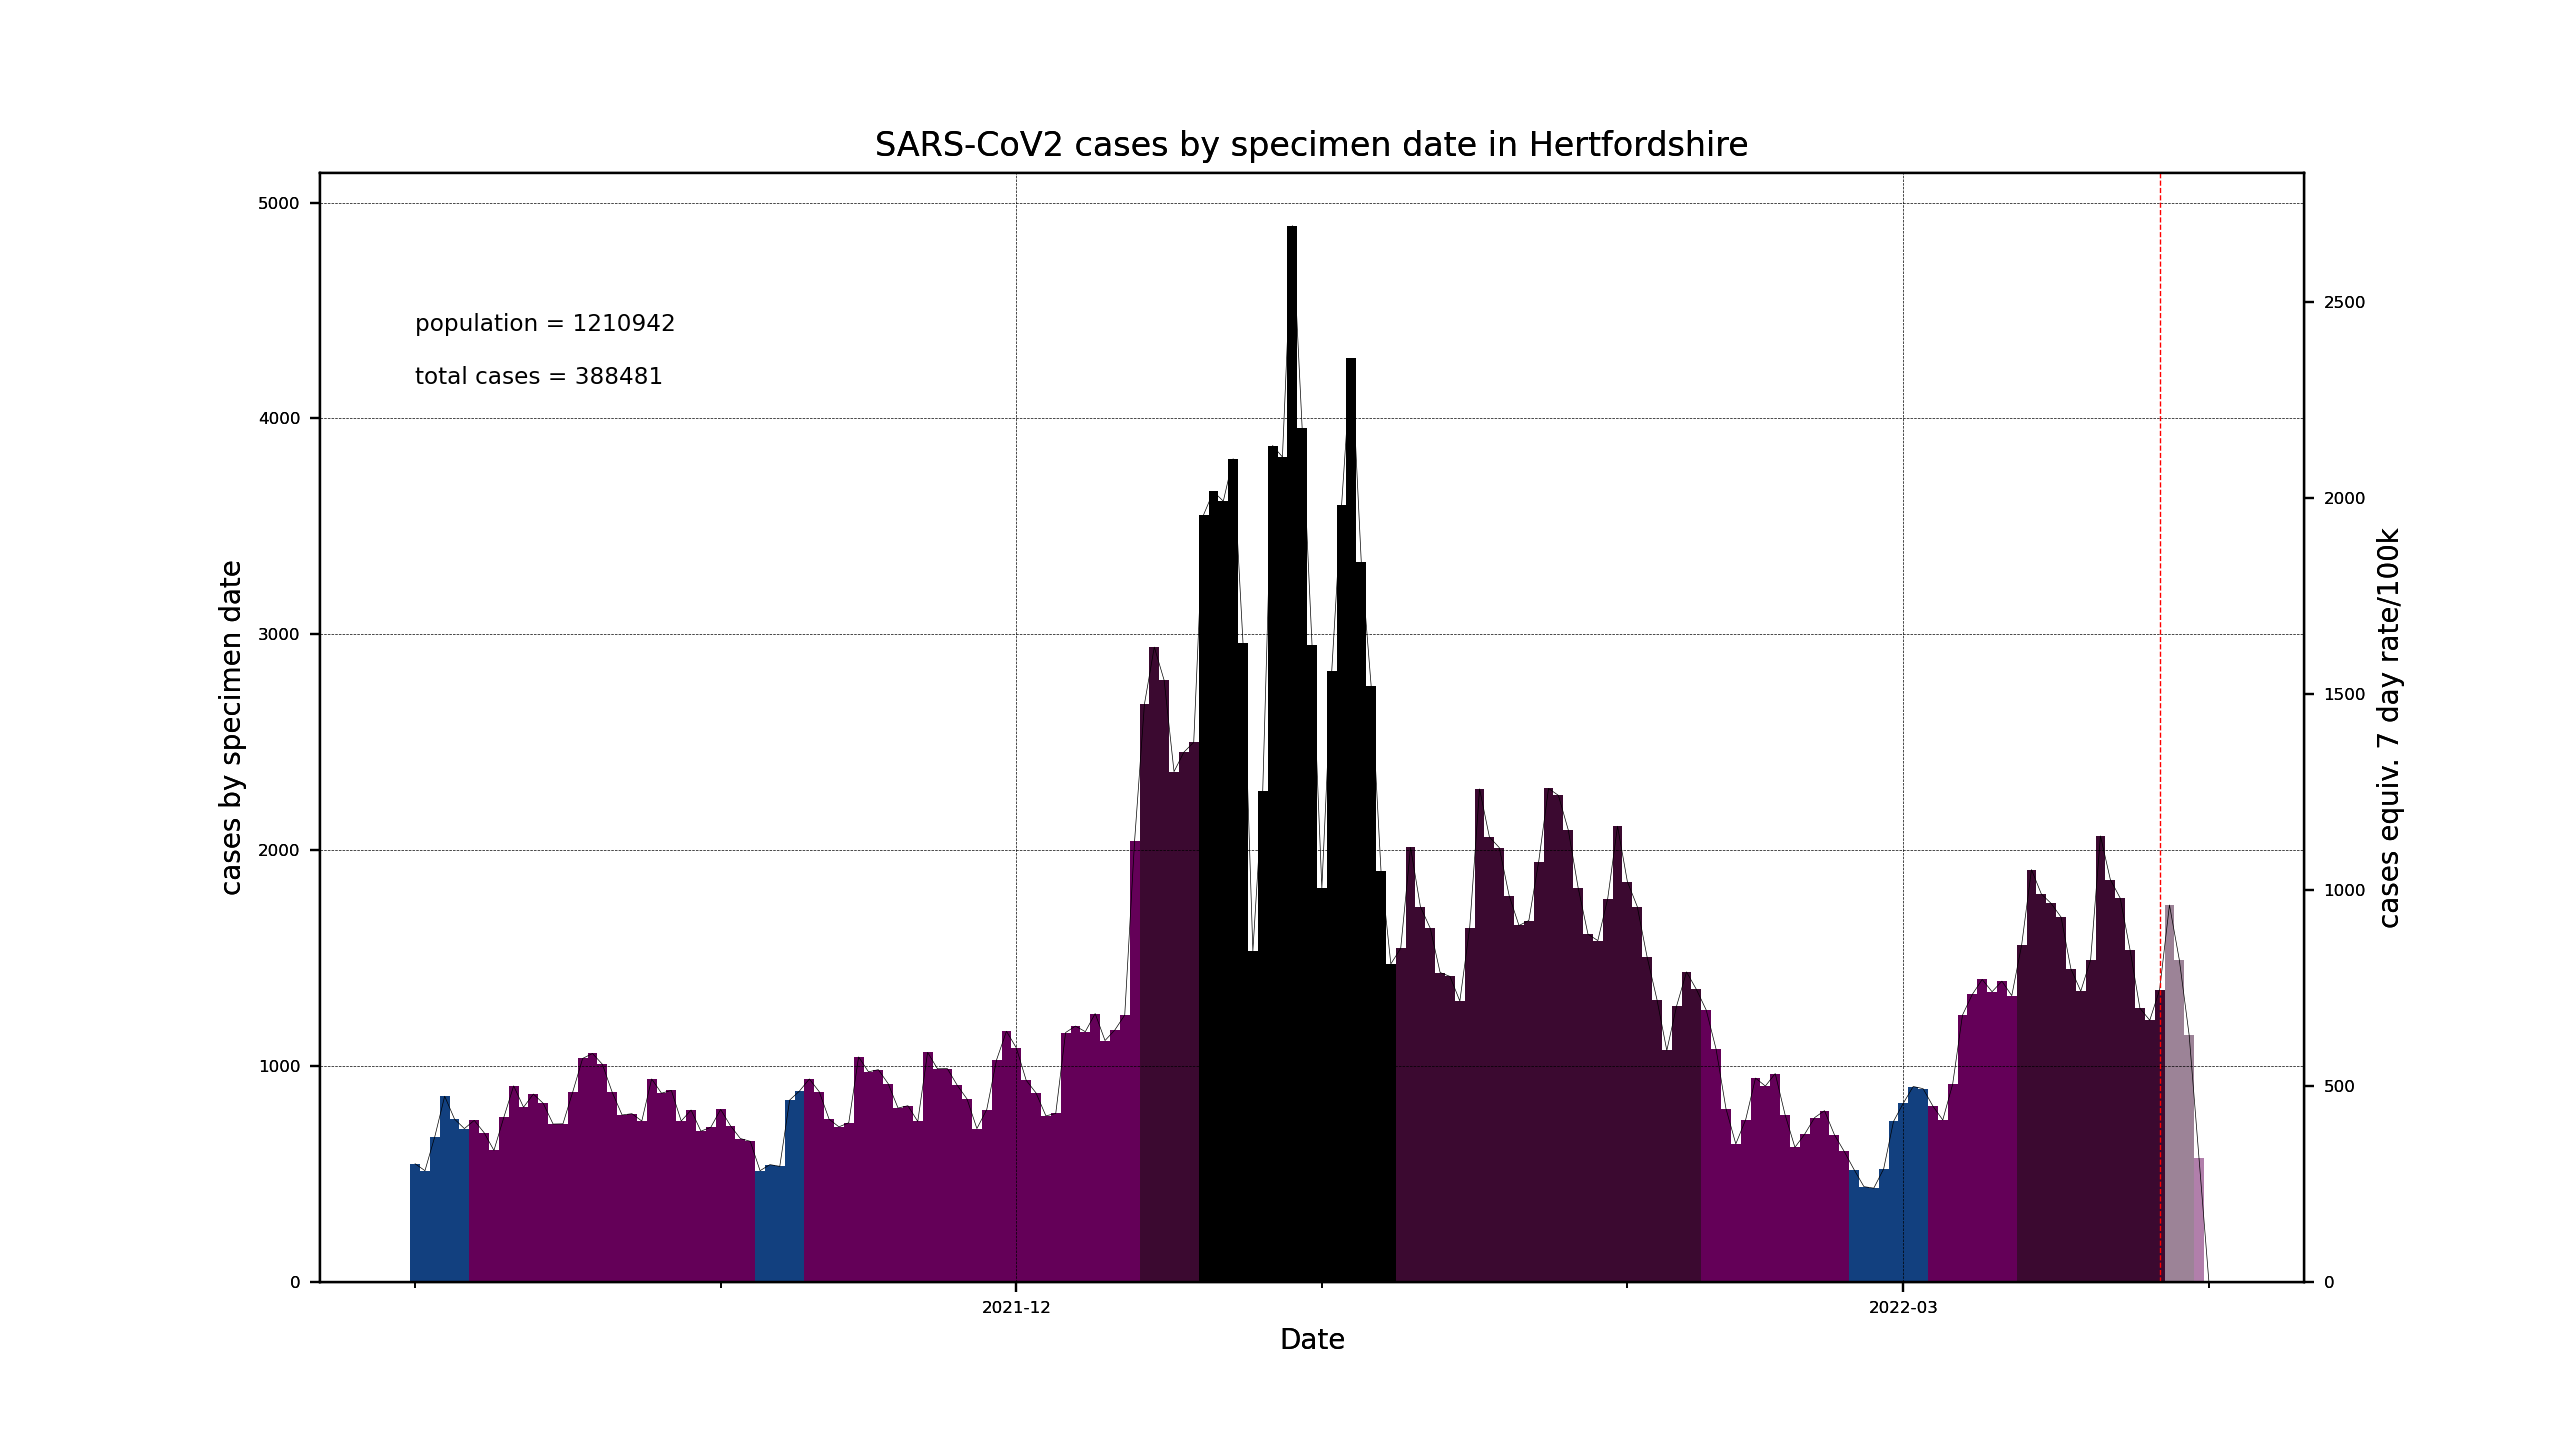 SARS-CoV2 cases by specimen date in Hertfordshire
population = 1210942
total cases = 388481
cases by specimen date
5000
4000
3000
2000
1000
0
cases equiv. 7 day rate/100k
2500
2000
1500
1000
500
0
2021-12
2022-03
Date